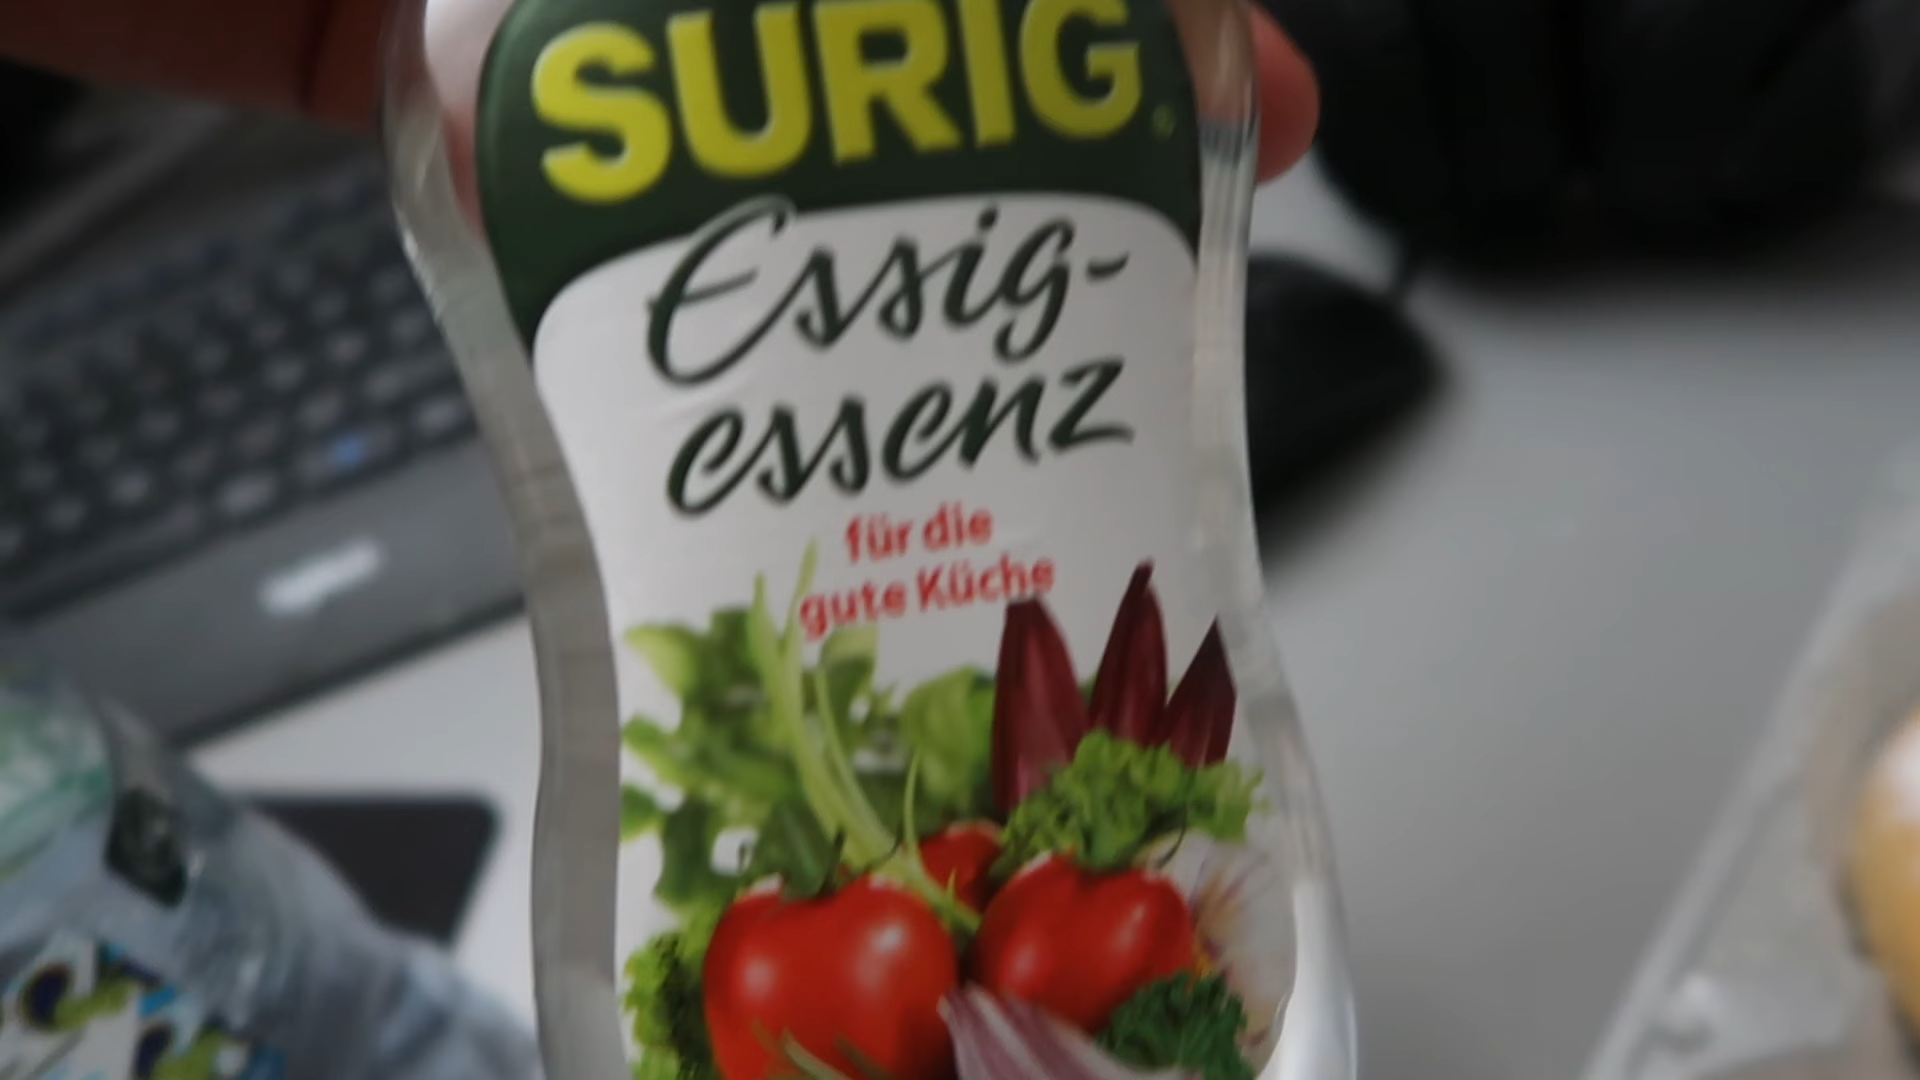 SURIG
Essig-
essenz
für die
gute Küche